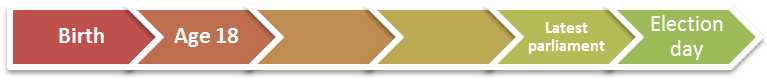 Birth
Age 18
Latest
parliament
Election
day